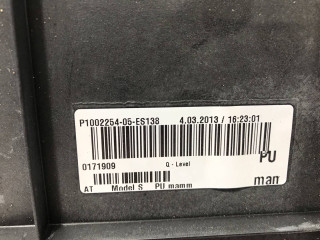 P1002254-05-ES138 4.03.2013 / 16:23:01
0171909 Q - Level PU
AT Model S PU mamm man